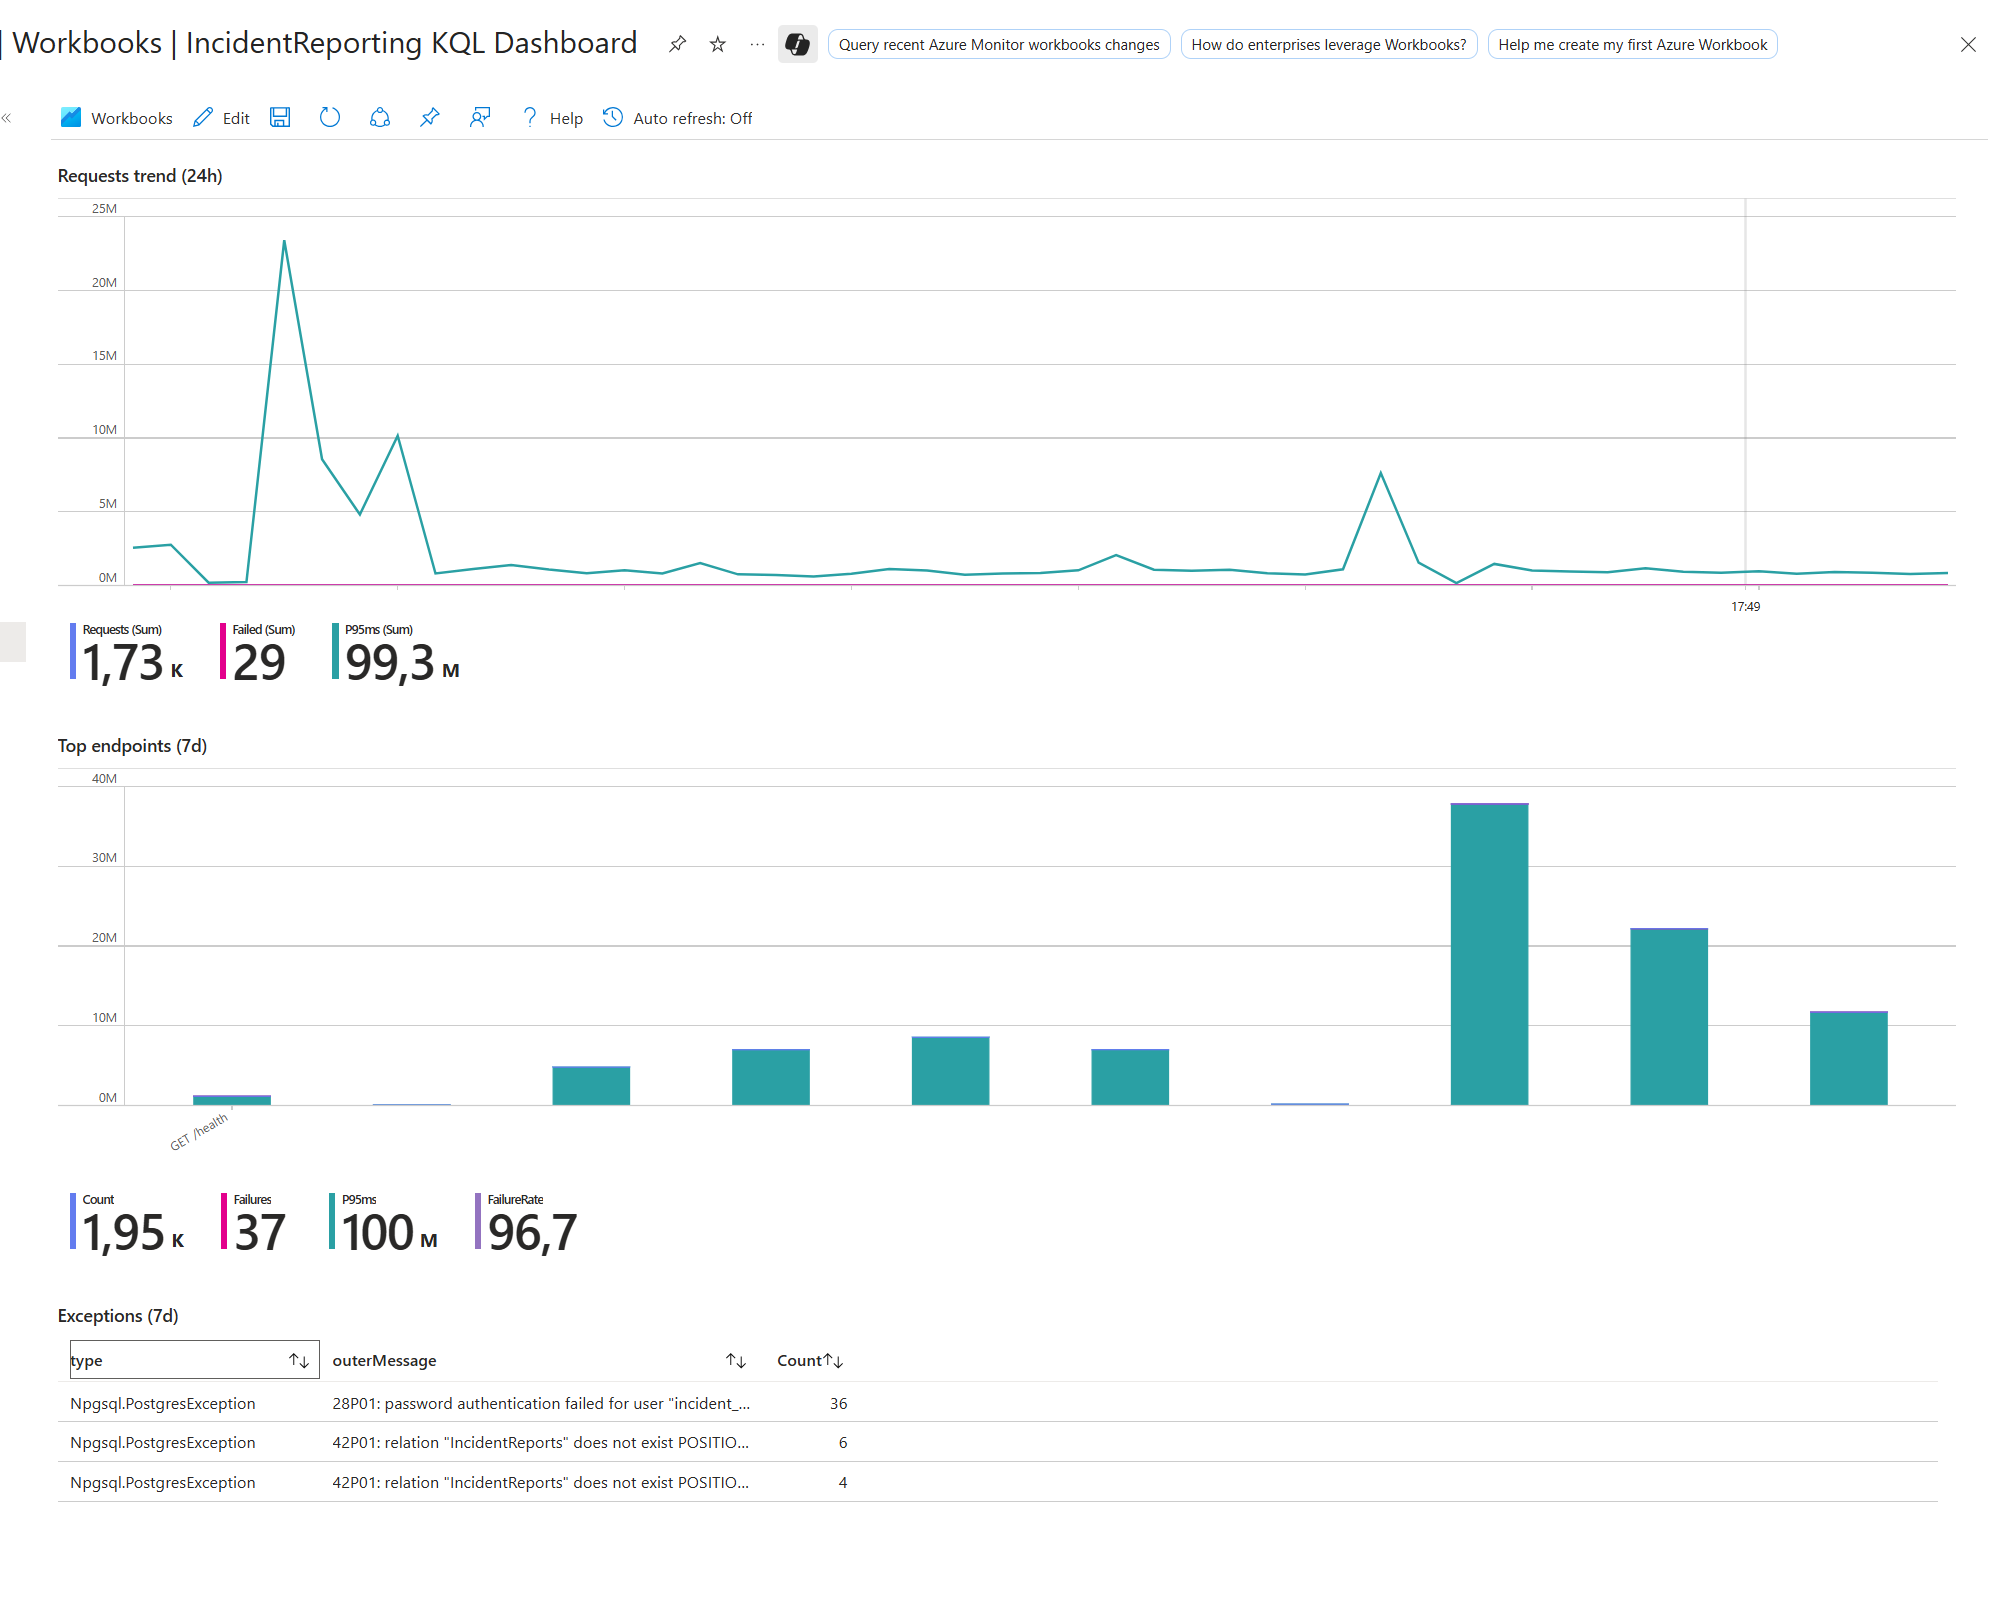 | Workbooks | IncidentReporting KQL Dashboard
Query recent Azure Monitor workbooks changes
How do enterprises leverage Workbooks?
Help me create my first Azure Workbook
Workbooks
Edit
Help
Auto refresh: Off
Requests trend (24h)
25M
20M
15M
10M
5M
0M
17:49
Requests (Sum)
1,73 K
Failed (Sum)
29
P95ms (Sum)
99,3 M
Top endpoints (7d)
40M
30M
20M
10M
0M
GET /health
Count
1,95 K
Failures
37
P95ms
100 M
FailureRate
96,7
Exceptions (7d)
type outerMessage Count
Npgsql.PostgresException 28P01: password authentication failed for user "incident_... 36
Npgsql.PostgresException 42P01: relation "IncidentReports" does not exist POSITIO... 6
Npgsql.PostgresException 42P01: relation "IncidentReports" does not exist POSITIO... 4